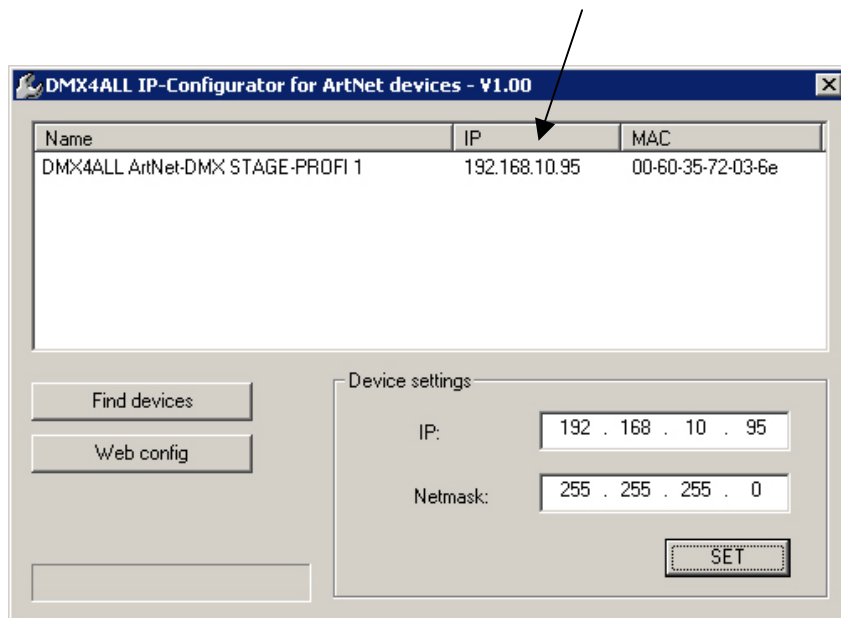 DMX4ALL IP-Configurator for ArtNet devices - V1.00
Name IP MAC
DMX4ALL ArtNet-DMX STAGE-PROFI 1 192.168.10.95 00-60-35-72-03-6e
Find devices
Web config
Device settings
IP: 192 . 168 . 10 . 95
Netmask: 255 . 255 . 255 . 0
SET